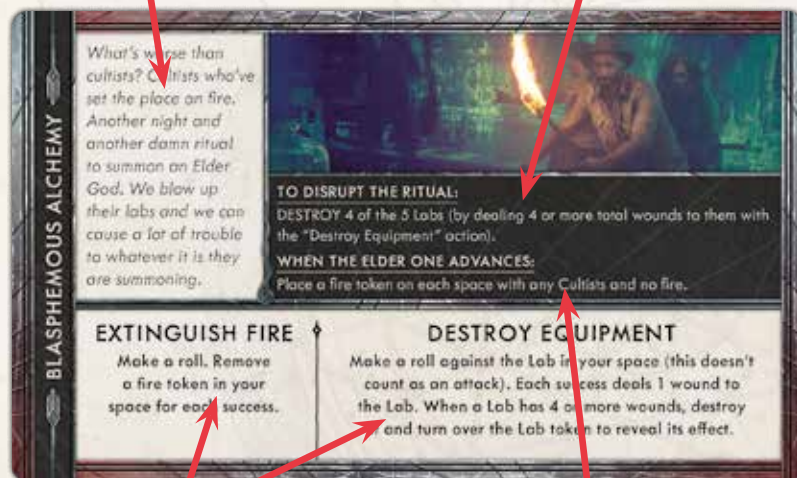 BLASPHEMOUS ALCHEMY
What's worse than
cultists? Cultists who've
set the place on fire.
Another night and
another damn ritual
to summon an Elder
God. We blow up
their labs and we can
cause a lot of trouble
to whatever it is they
are summoning.
TO DISRUPT THE RITUAL:
DESTROY 4 of the 5 Labs (by dealing 4 or more total wounds to them with
the "Destroy Equipment" action).
WHEN THE ELDER ONE ADVANCES:
Place a fire token on each space with any Cultists and no fire.
EXTINGUISH FIRE
Make a roll. Remove
a fire token in your
space for each success.
DESTROY EQUIPMENT
Make a roll against the Lab in your space (this doesn't
count as an attack). Each success deals 1 wound to
the Lab. When a Lab has 4 or more wounds, destroy
and turn over the Lab token to reveal its effect.